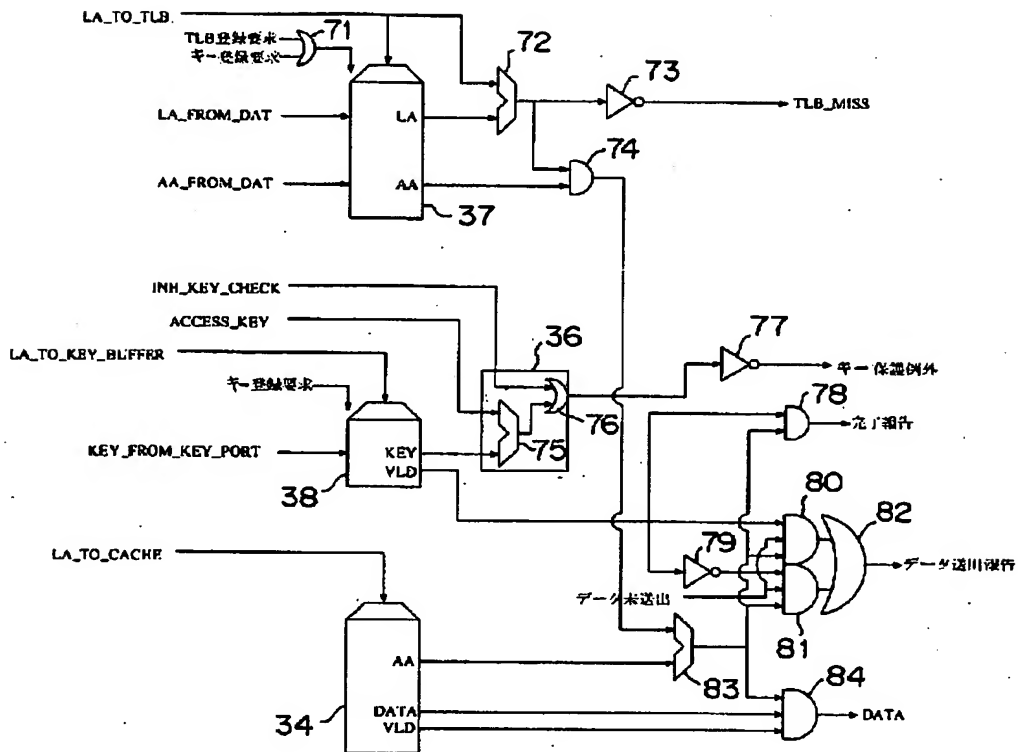 LA_TO_TLB
71
TLB登録要求
キー登録要求
72
73
LA_FROM_DAT
LA
TLB_MISS
74
AA_FROM_DAT
AA
37
INH_KEY_CHECK
ACCESS_KEY
36
77
LA_TO_KEY_BUFFER
キー保護例外
キー登録要求
76
78
75
完了報告
KEY_FROM_KEY_PORT
KEY
VLD
38
80
82
LA_TO_CACHE
79
データ送出報告
データ未送出
81
AA
83
84
34
DATA
VLD
DATA